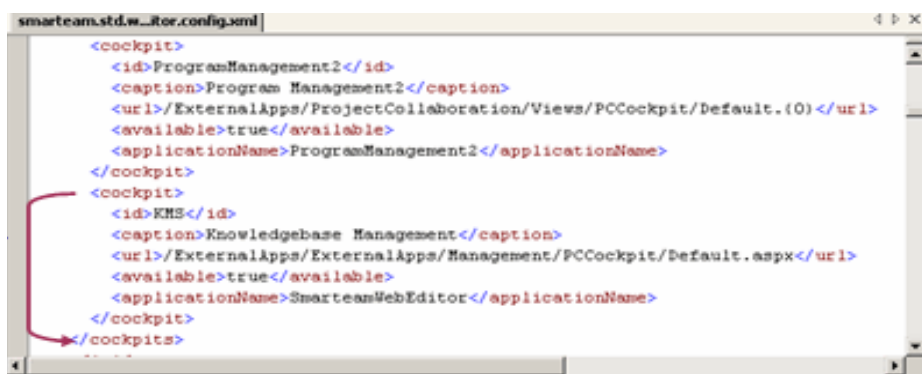 smarteam.std.w...itor.config.xml
<cockpit>
<id>ProgramManagement2</id>
<caption>Program Management2</caption>
<url>/ExternalApps/ProjectCollaboration/Views/PCCockpit/Default.{0}</url>
<available>true</available>
<applicationName>ProgramManagement2</applicationName>
</cockpit>
<cockpit>
<id>KMS</id>
<caption>Knowledgebase Management</caption>
<url>/ExternalApps/ExternalApps/Management/PCCockpit/Default.aspx</url>
<available>true</available>
<applicationName>SmarteamWebEditor</applicationName>
</cockpit>
</cockpits>